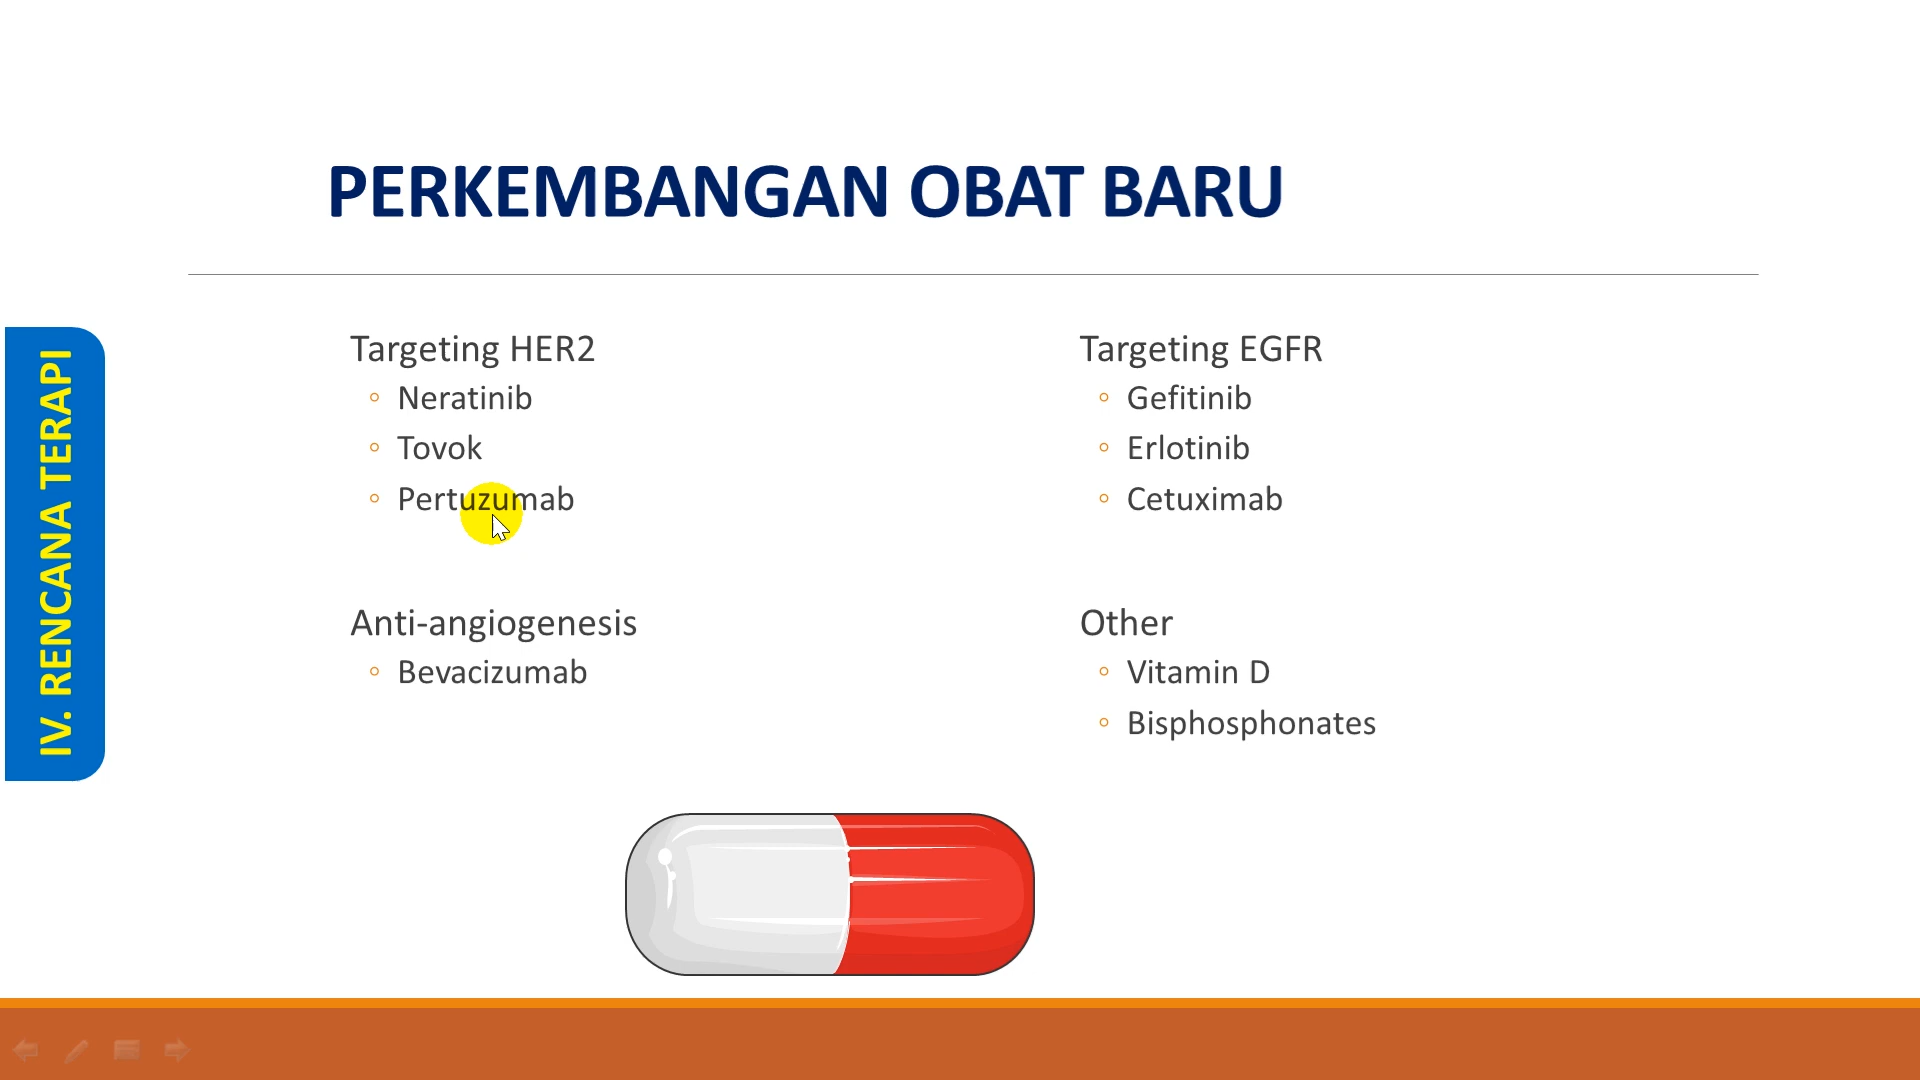 PERKEMBANGAN OBAT BARU
IV. RENCANA TERAPI
Targeting HER2
Neratinib
Tovok
Pertuzumab
Anti-angiogenesis
Bevacizumab
Targeting EGFR
Gefitinib
Erlotinib
Cetuximab
Other
Vitamin D
Bisphosphonates